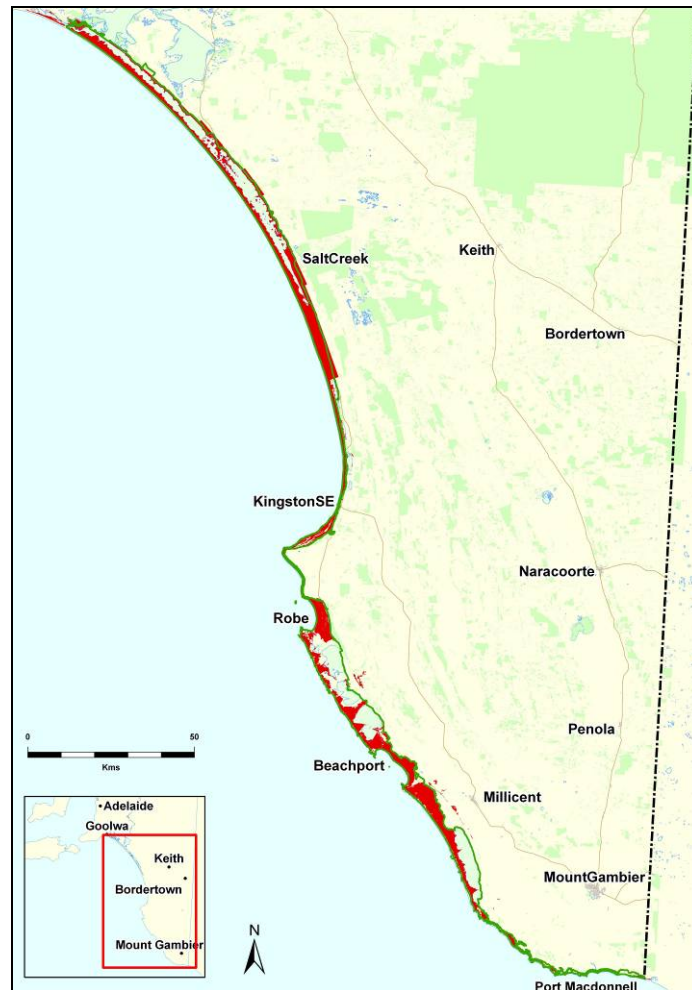 SaltCreek
Keith
Bordertown
KingstonSE
Naracoorte
Robe
Penola
Beachport
Millicent
MountGambier
Port Macdonnell
0
50
Kms
N
Adelaide
Goolwa
Keith
Bordertown
Mount Gambier